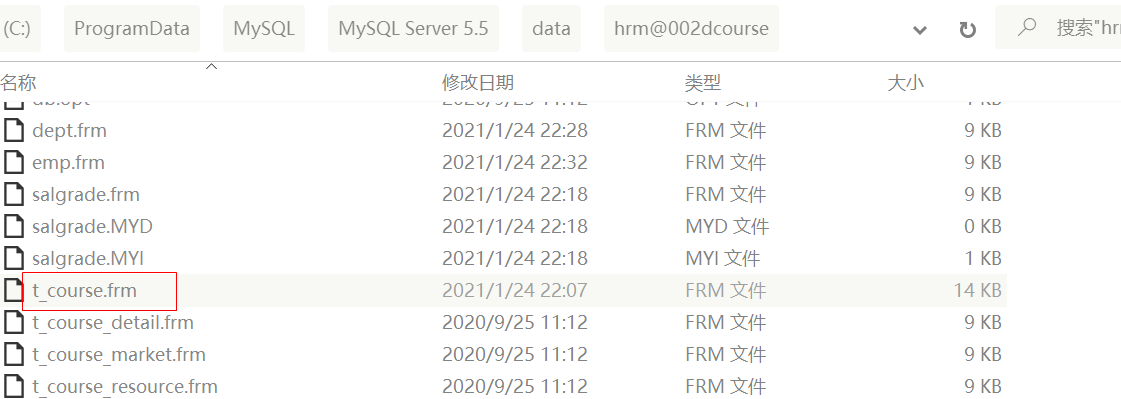 (C:) ProgramData MySQL MySQL Server 5.5 data hrm@002dcourse 搜索"hr
名称 修改日期 类型 大小
dept.frm 2021/1/24 22:28 FRM 文件 9 KB
emp.frm 2021/1/24 22:32 FRM 文件 9 KB
salgrade.frm 2021/1/24 22:18 FRM 文件 9 KB
salgrade.MYD 2021/1/24 22:18 MYD 文件 0 KB
salgrade.MYI 2021/1/24 22:18 MYI 文件 1 KB
t_course.frm 2021/1/24 22:07 FRM 文件 14 KB
t_course_detail.frm 2020/9/25 11:12 FRM 文件 9 KB
t_course_market.frm 2020/9/25 11:12 FRM 文件 9 KB
t_course_resource.frm 2020/9/25 11:12 FRM 文件 9 KB